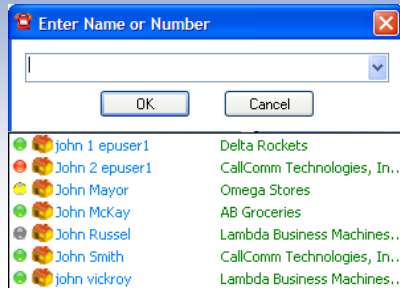 Enter Name or Number
OK Cancel
john 1 epuser1 Delta Rockets
John 2 epuser1 CallComm Technologies, In...
John Mayor Omega Stores
John McKay AB Groceries
John Russel Lambda Business Machines...
John Smith CallComm Technologies, In...
john vickroy Lambda Business Machines...